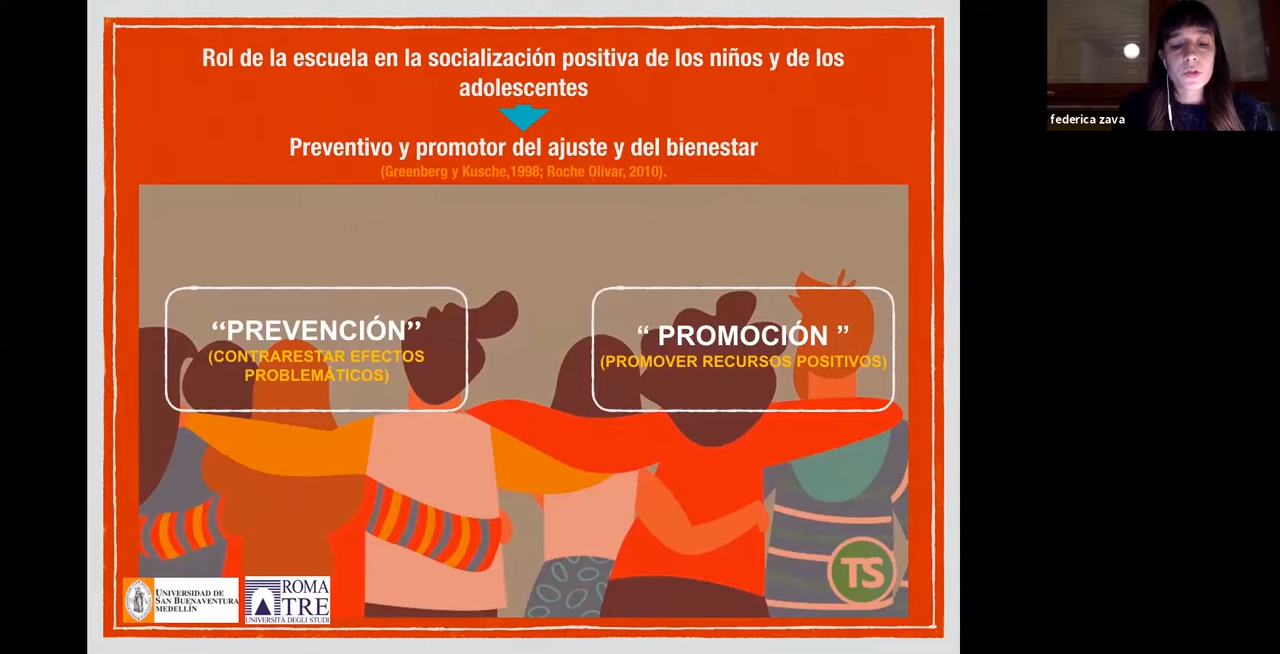 Rol de la escuela en la socialización positiva de los niños y de los
adolescentes
Preventivo y promotor del ajuste y del bienestar
(Greenberg y Kusche,1998; Roche Olivar, 2010).
“PREVENCIÓN”
(CONTRARESTAR EFECTOS
PROBLEMÁTICOS)
“ PROMOCIÓN ”
(PROMOVER RECURSOS POSITIVOS)
TS
UNIVERSIDAD DE
SAN BUENAVENTURA
MEDELLÍN
ROMA
TRE
UNIVERSITÀ DEGLI STUDI
federica zava